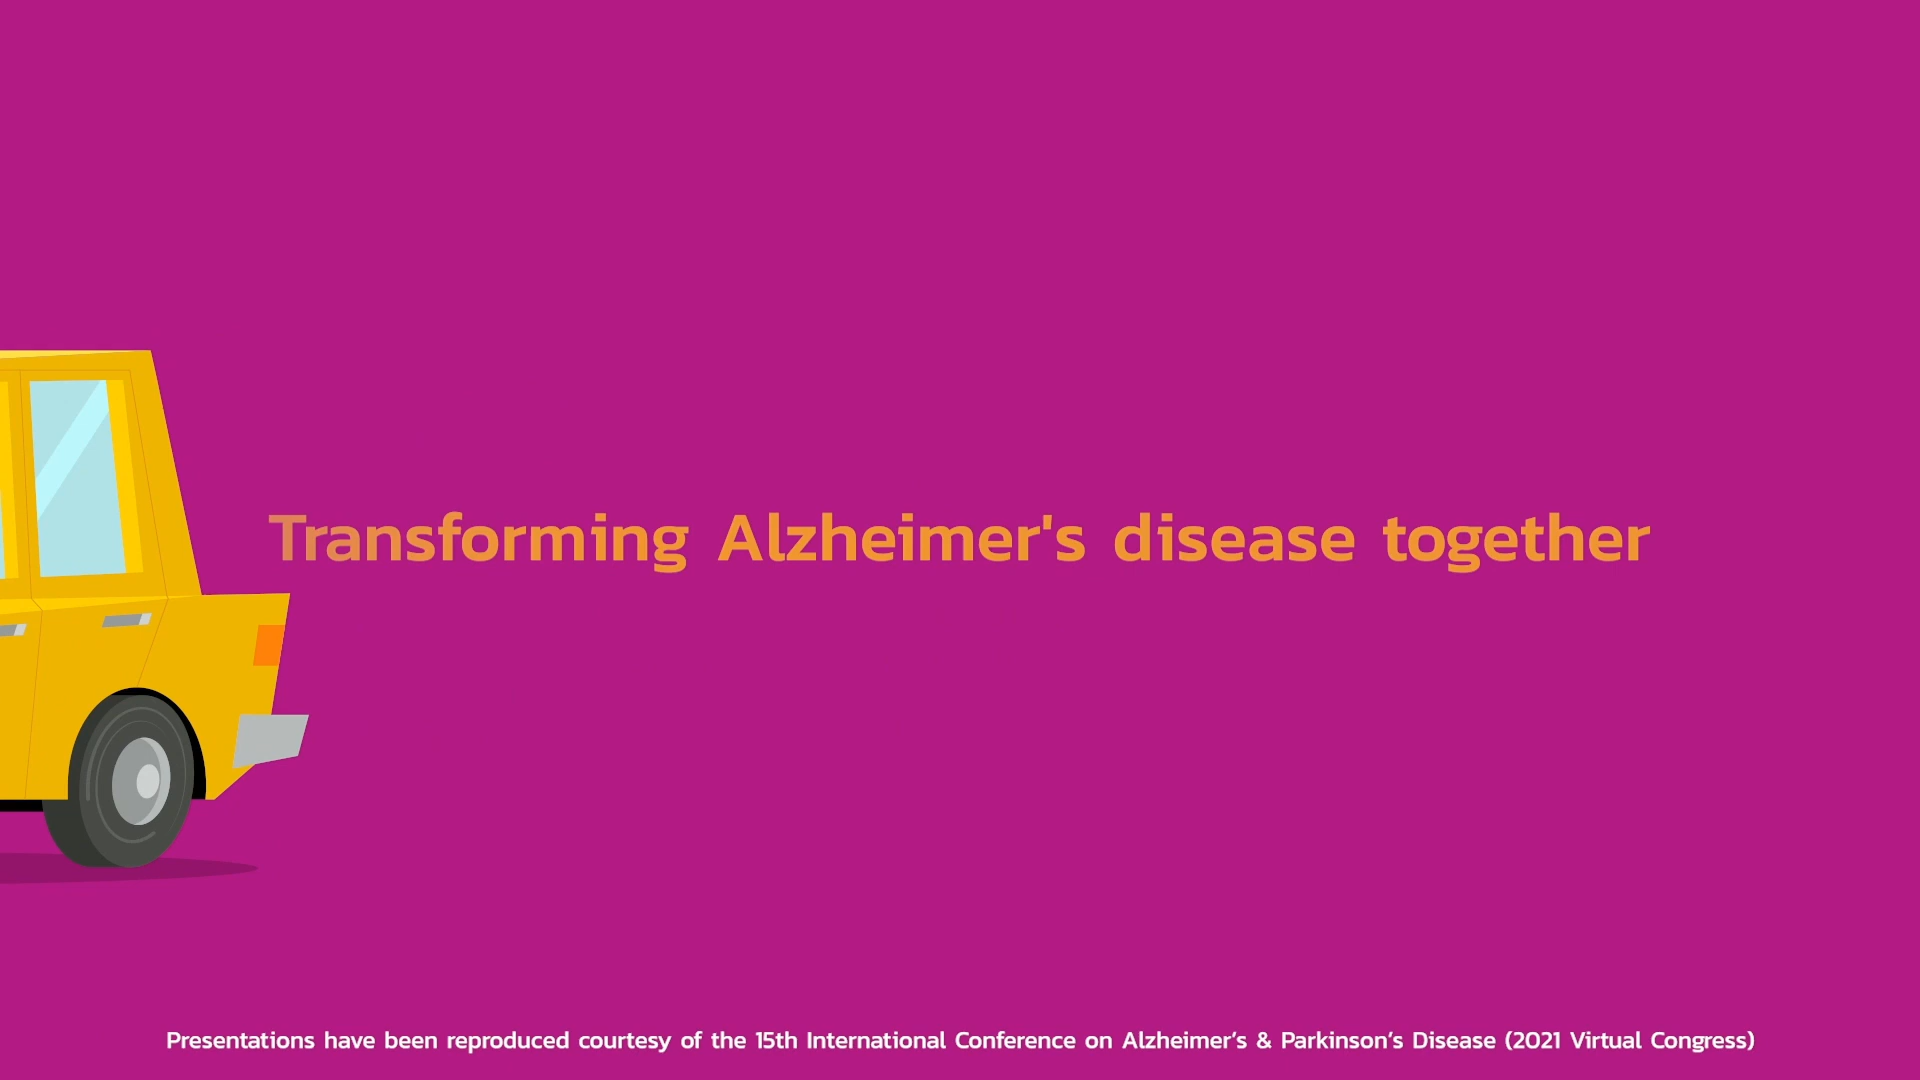 Transforming Alzheimer's disease together
Presentations have been reproduced courtesy of the 15th International Conference on Alzheimer’s & Parkinson’s Disease (2021 Virtual Congress)